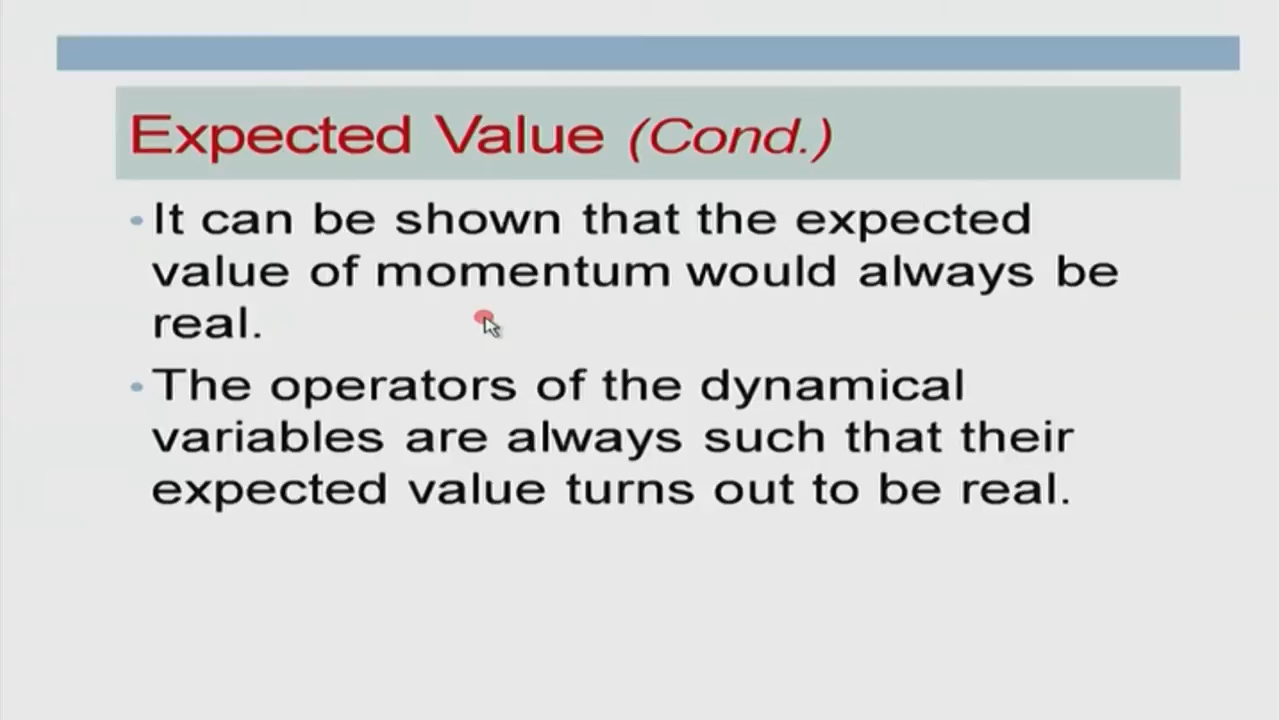 Expected Value (Cond.)
• It can be shown that the expected
value of momentum would always be
real.
• The operators of the dynamical
variables are always such that their
expected value turns out to be real.